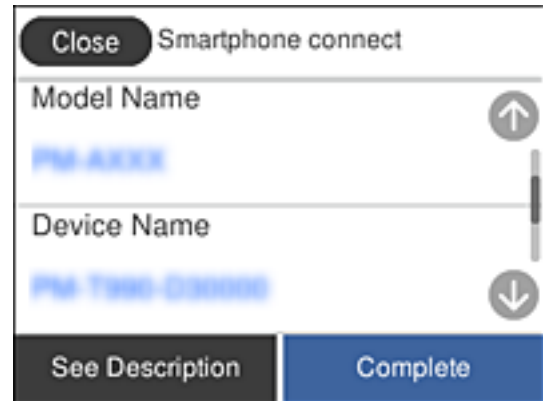 Close Smartphone connect
Model Name
PM-AXXX
Device Name
See Description Complete